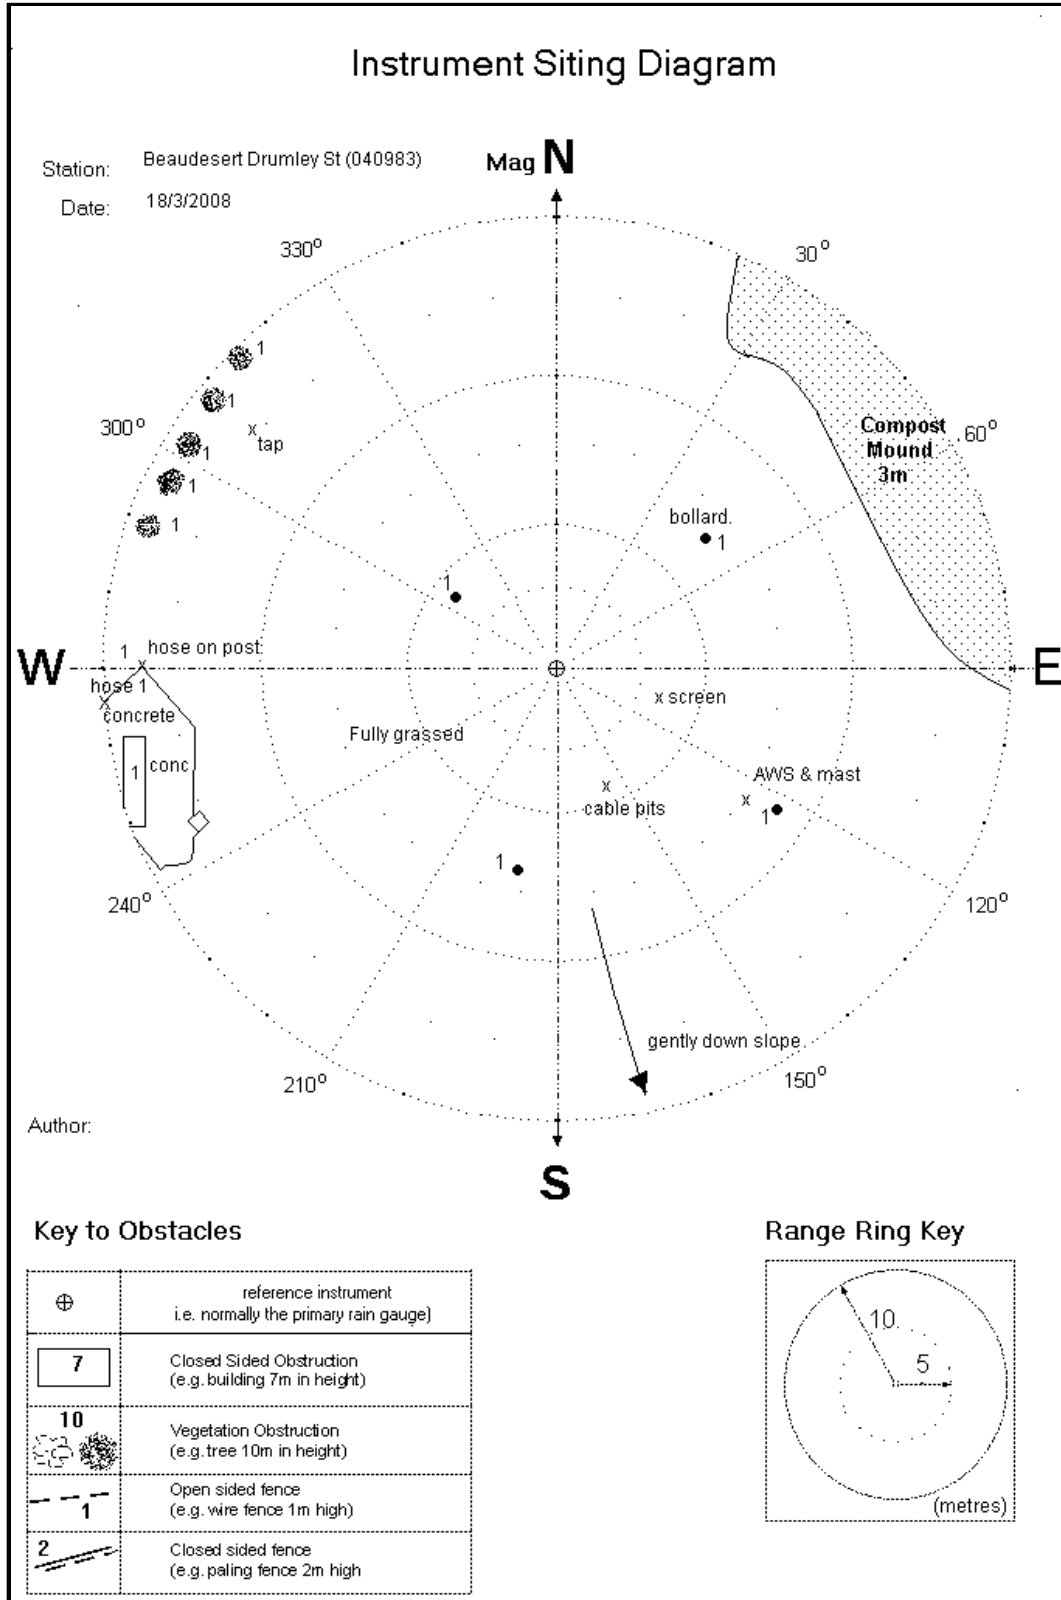 Instrument Siting Diagram
Station: Beaudesert Drumley St (040983)
Date: 18/3/2008
Mag N
330°
30°
300°
60°
1
1
1
1
1
tap
Compost
Mound
3m
bollard.
1
1
W
E
1 hose on post
hose 1
concrete
1 conc
x screen
Fully grassed
AWS & mast
x
1
x
cable pits
1
240°
120°
gently down slope
210°
150°
S
Author:
Key to Obstacles
reference instrument
i.e. normally the primary rain gauge)
7
Closed Sided Obstruction
(e.g. building 7m in height)
10
Vegetation Obstruction
(e.g. tree 10m in height)
1
Open sided fence
(e.g. wire fence 1m high)
2
Closed sided fence
(e.g. paling fence 2m high
Range Ring Key
10
5
(metres)